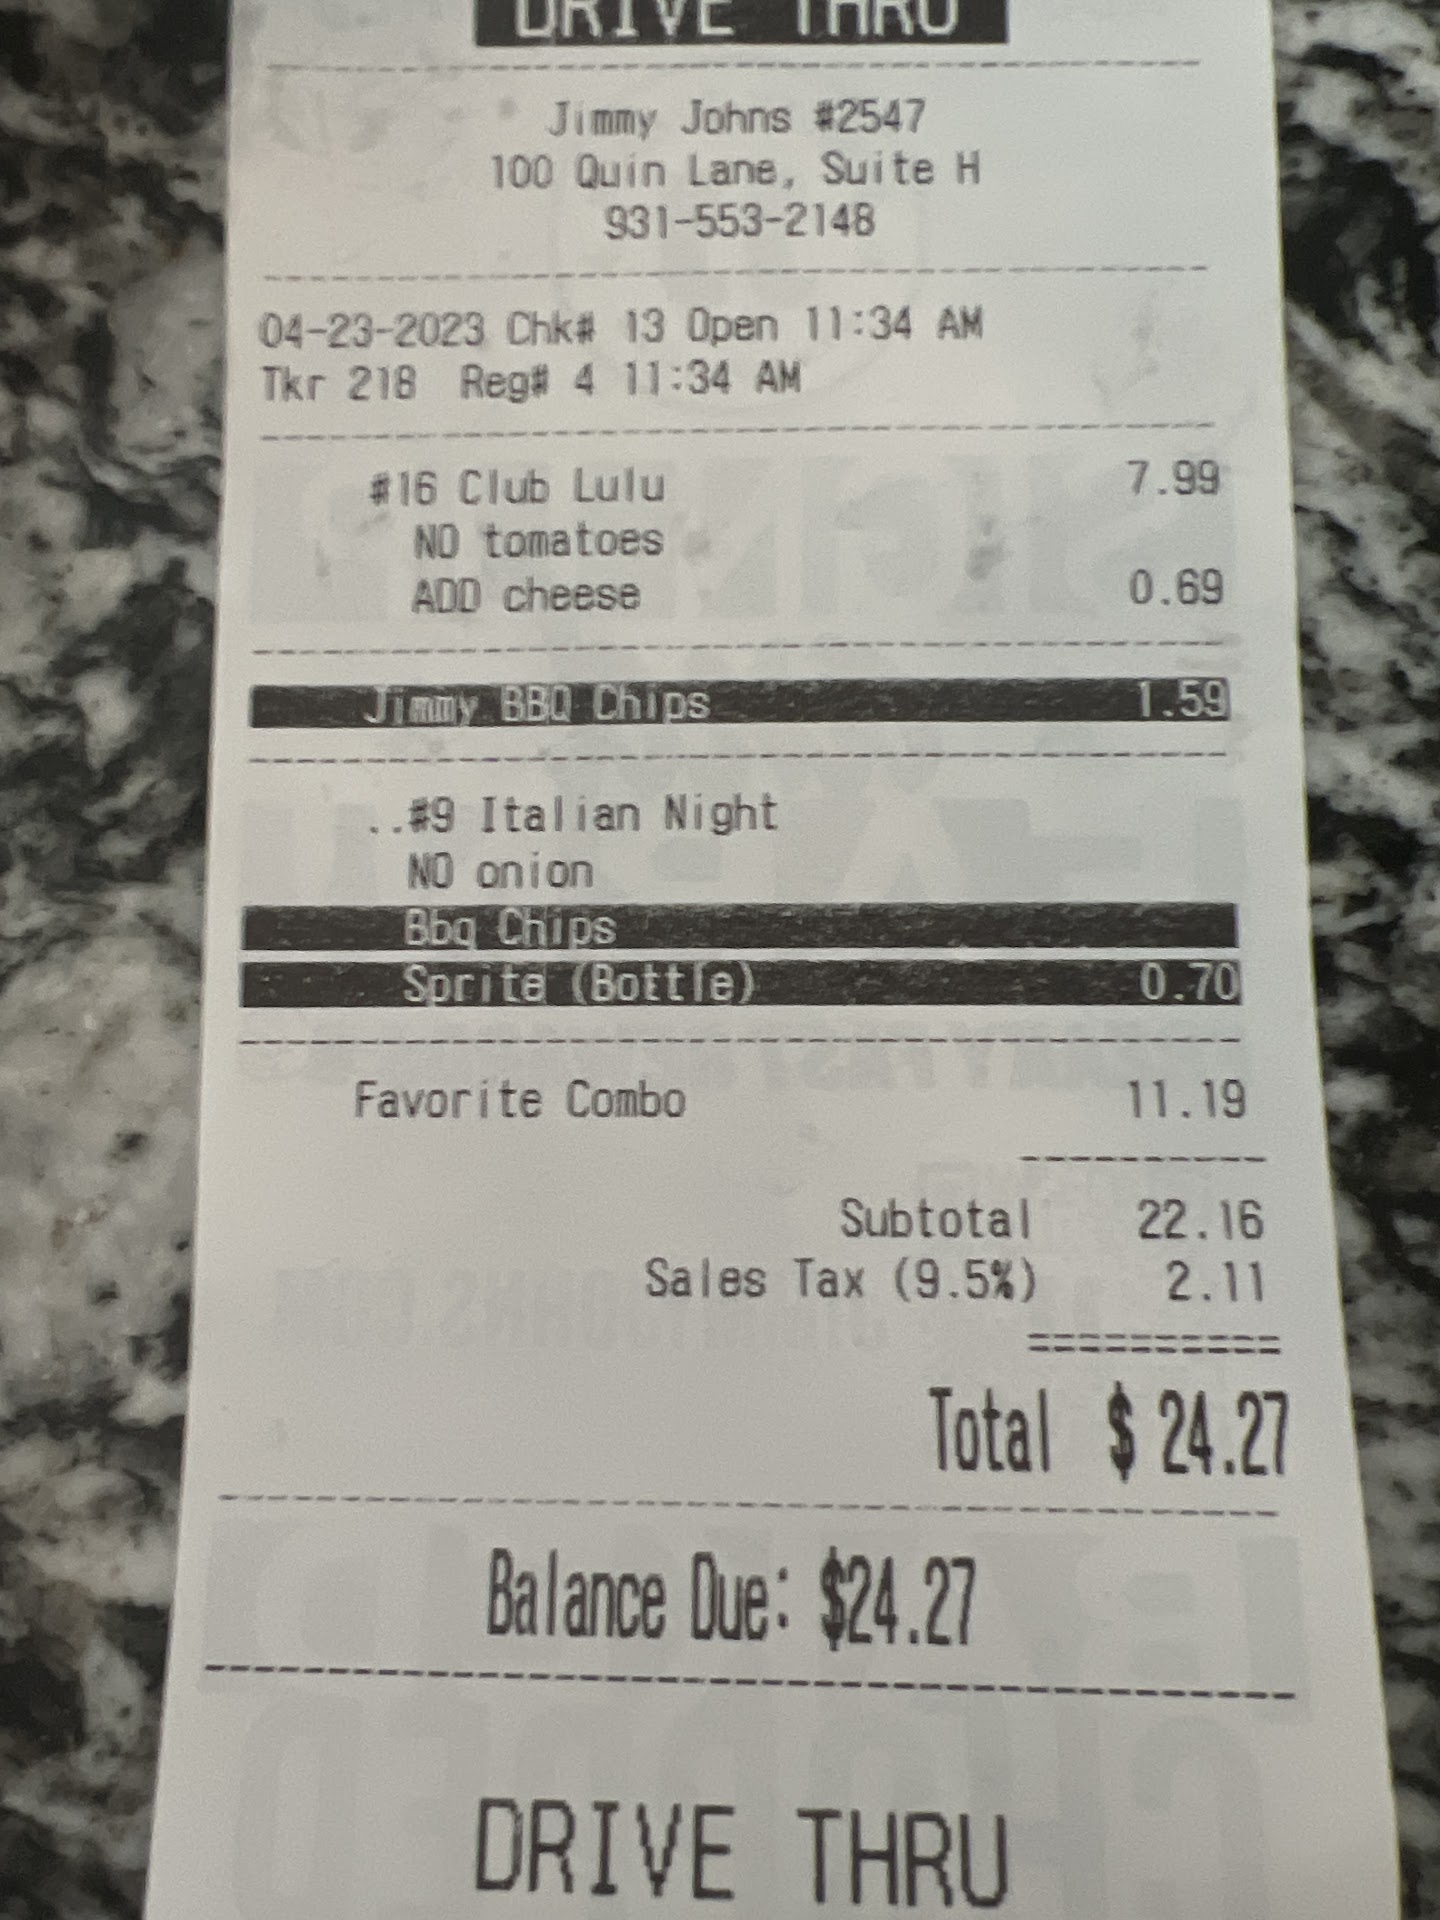 DRIVE THRU
Jimmy Johns #2547
100 Quin Lane, Suite H
931-553-2148
04-23-2023 Chk# 13 Open 11:34 AM
Tkr 218 Reg# 4 11:34 AM
#16 Club Lulu 7.99
NO tomatoes
ADD cheese 0.69
Jimmy BBQ Chips 1.59
..#9 Italian Night
NO onion
Bbq Chips
Sprite (Bottle) 0.70
Favorite Combo 11.19
Subtotal 22.16
Sales Tax (9.5%) 2.11
Total $ 24.27
Balance Due: $24.27
DRIVE THRU